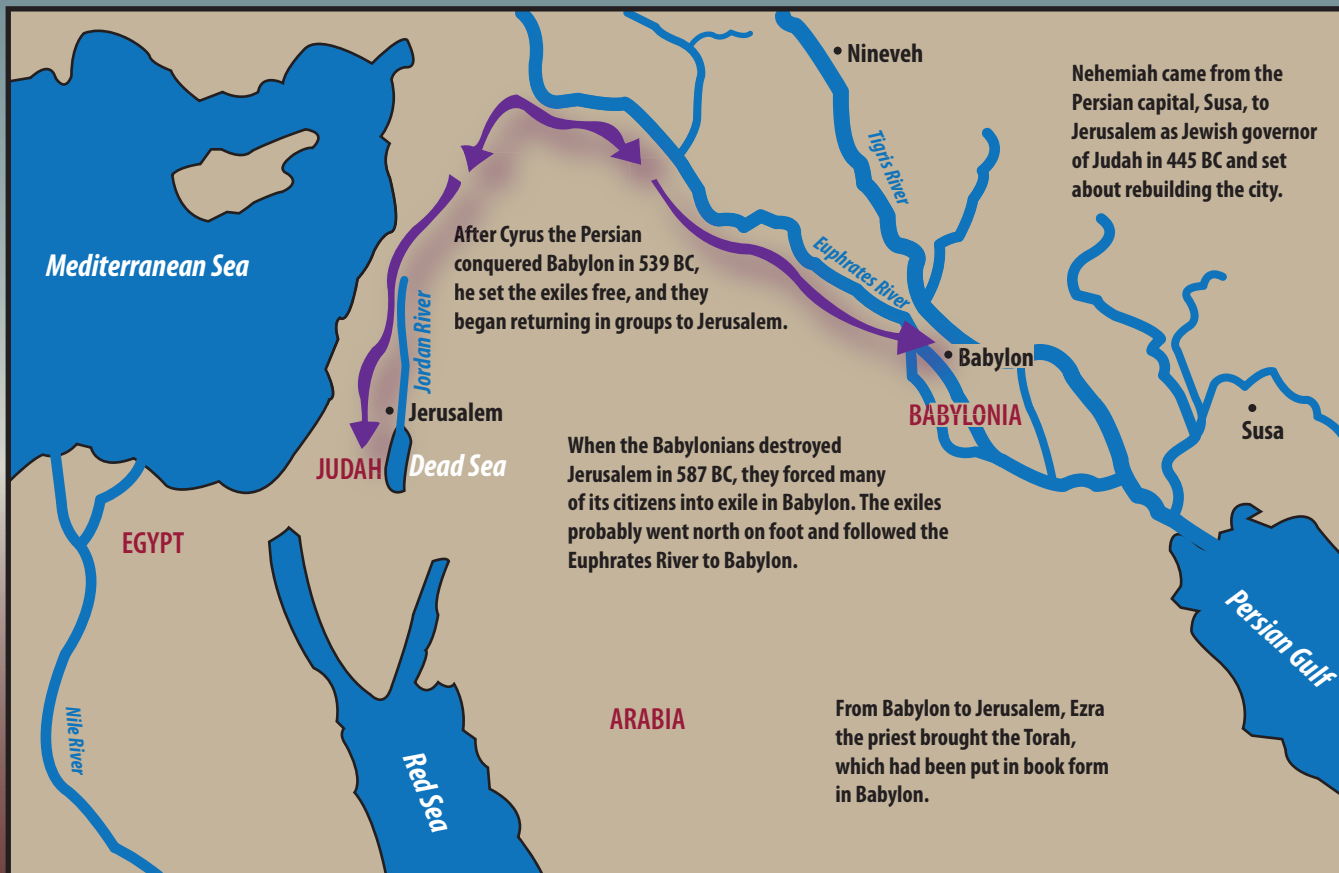 Nineveh
Nehemiah came from the
Persian capital, Susa, to
Jerusalem as Jewish governor
of Judah in 445 BC and set
about rebuilding the city.
Tigris River
After Cyrus the Persian
conquered Babylon in 539 BC,
he set the exiles free, and they
began returning in groups to Jerusalem.
Mediterranean Sea
Euphrates River
Jordan River
Babylon
Jerusalem
BABYLONIA
Susa
JUDAH
Dead Sea
When the Babylonians destroyed
Jerusalem in 587 BC, they forced many
of its citizens into exile in Babylon. The exiles
probably went north on foot and followed the
Euphrates River to Babylon.
EGYPT
Persian Gulf
Nile River
ARABIA
Red Sea
From Babylon to Jerusalem, Ezra
the priest brought the Torah,
which had been put in book form
in Babylon.